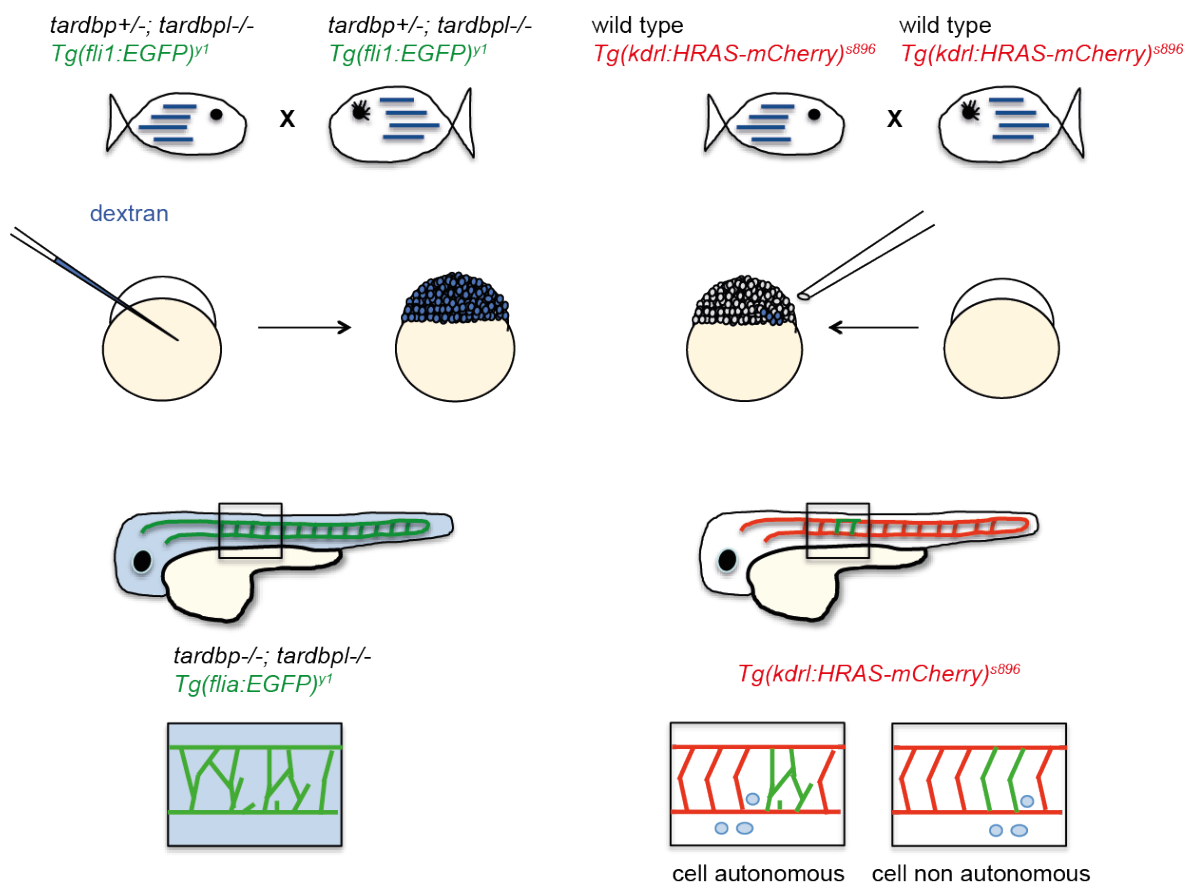 tardbp+/-; tardbpl-/-
Tg(fli1:EGFP)y1
tardbp+/-; tardbpl-/-
Tg(fli1:EGFP)y1
wild type
Tg(kdrl:HRAS-mCherry)s896
wild type
Tg(kdrl:HRAS-mCherry)s896
x
x
dextran
tardbp-/-; tardbpl-/-
Tg(flia:EGFP)y1
Tg(kdrl:HRAS-mCherry)s896
cell autonomous
cell non autonomous